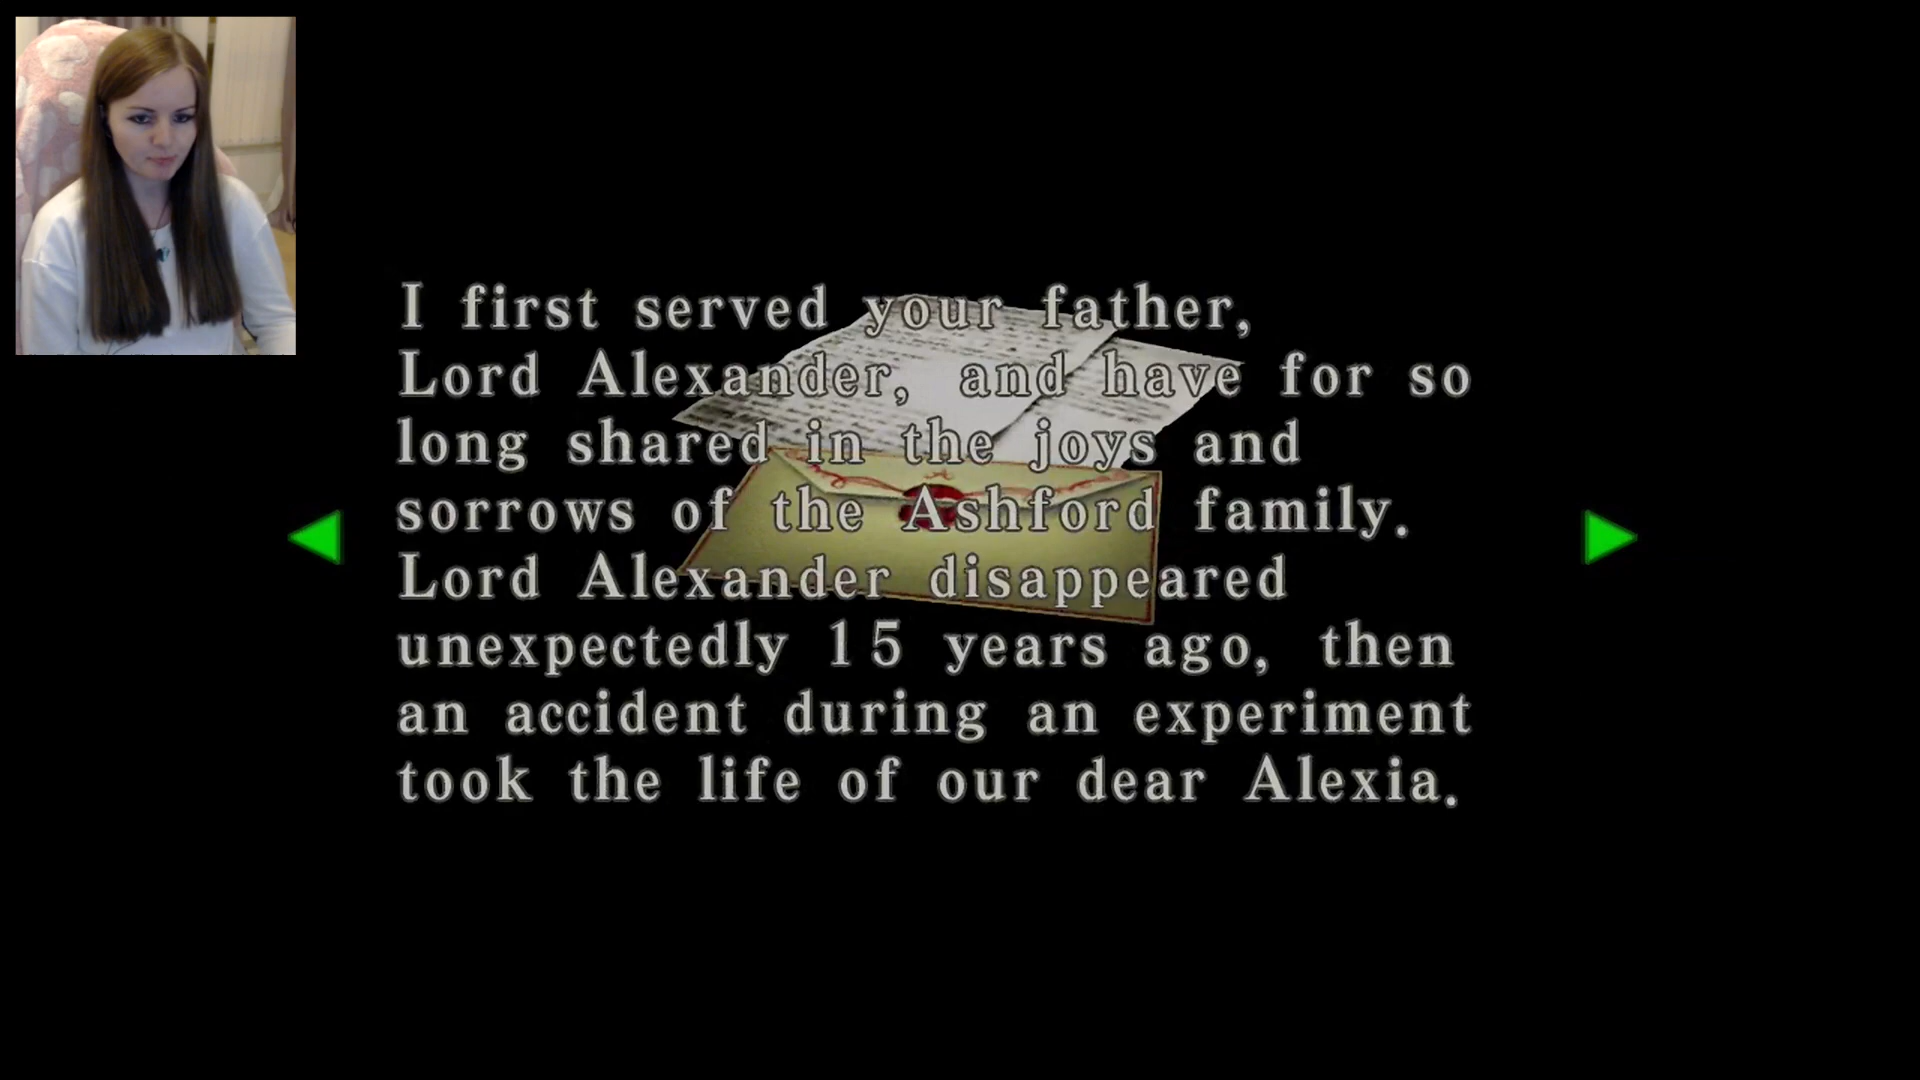 I first served your father,
Lord Alexander, and have for so
long shared in the joys and
sorrows of the Ashford family.
Lord Alexander disappeared
unexpectedly 15 years ago, then
an accident during an experiment
took the life of our dear Alexia.